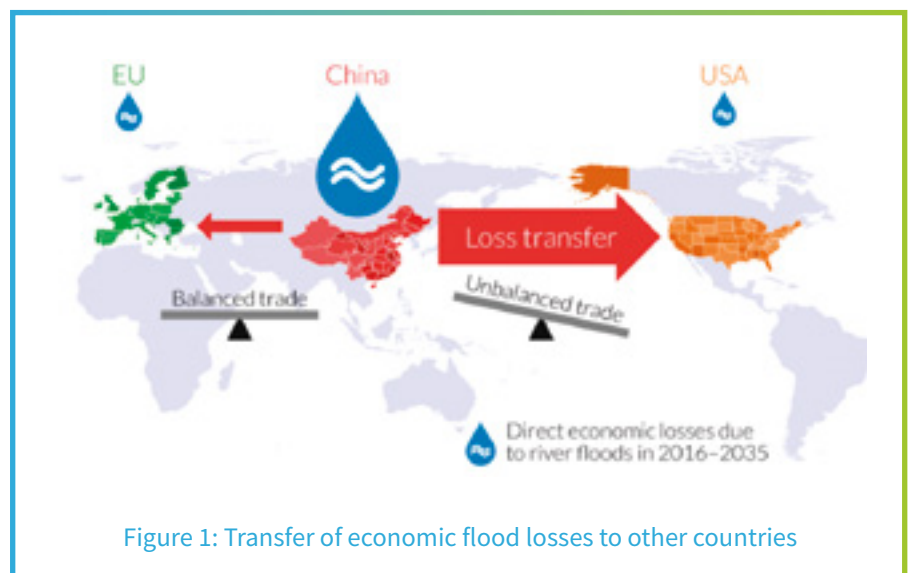 EU
China
USA
Loss transfer
Balanced trade
Unbalanced trade
Direct economic losses due
to river floods in 2016–2035
Figure 1: Transfer of economic flood losses to other countries